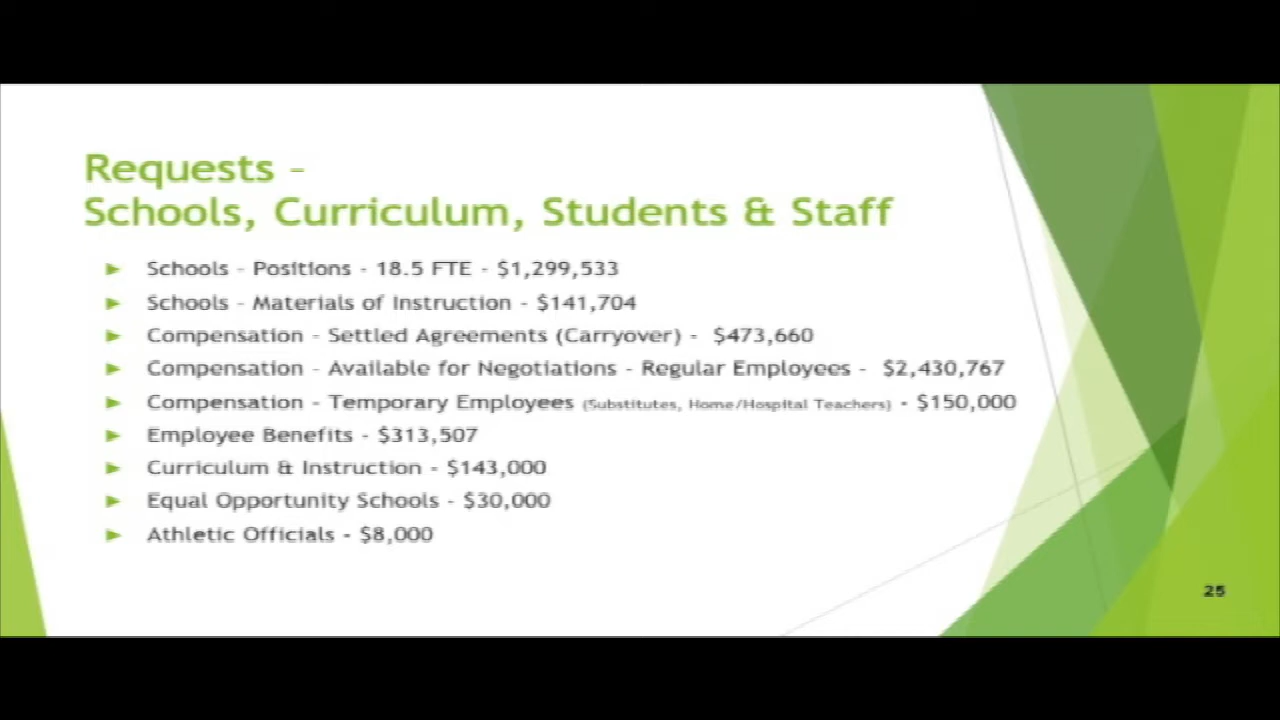 Requests -
Schools, Curriculum, Students & Staff
► Schools - Positions - 18.5 FTE - $1,299,533
► Schools - Materials of Instruction - $141,704
► Compensation - Settled Agreements (Carryover) - $473,660
► Compensation - Available for Negotiations - Regular Employees - $2,430,767
► Compensation - Temporary Employees (Substitutes, Home/Hospital Teachers) - $150,000
► Employee Benefits - $313,507
► Curriculum & Instruction - $143,000
► Equal Opportunity Schools - $30,000
► Athletic Officials - $8,000
25